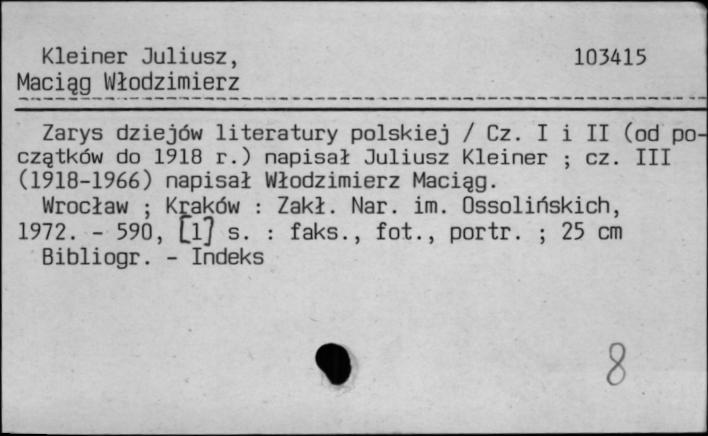 Kleiner Juliusz, 103415
Maciąg Włodzimierz
Zarys dziejów literatury polskiej / Cz. I i II (od po-
czątków do 1918 r.) napisał Juliusz Kleiner ; cz. III
(1918-1966) napisał Włodzimierz Maciąg.
Wrocław ; Kraków : Zakł. Nar. im. Ossolińskich,
1972. - 590, [1] s. : faks., fot., portr. ; 25 cm
Bibliogr. - Indeks
8